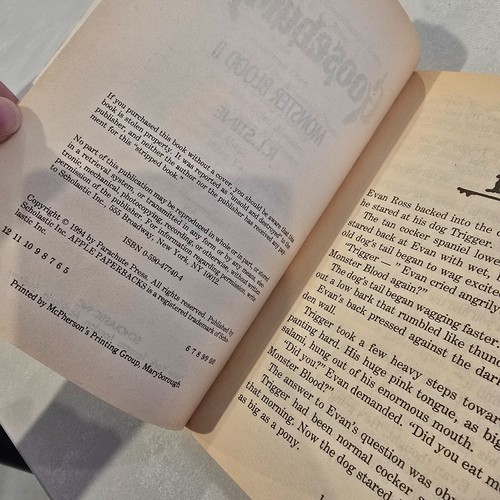 If you purchased this book without a cover, you should be aware that this
book is stolen property. It was reported as "unsold and destroyed" to the
publisher, and neither the author nor the publisher has received any pay
ment for this "stripped book."
No part of this publication may be reproduced in whole or in part, or stored
in a retrieval system, or transmitted in any form or by any means, elec
tronic, mechanical, photocopying, recording, or otherwise, without written
permission of the publisher. For information regarding permission, write
to Scholastic Inc., 555 Broadway, New York, NY 10012.
ISBN 0-590-47740-4
Copyright © 1994 by Parachute Press. All rights reserved. Published by
Scholastic Inc. APPLE PAPERBACKS is a registered trademark of Scho
lastic Inc.
12 11 10 9 8 7 6 5
6 7 8 9/9 00
Printed by McPherson's Printing Group, Maryborough
Evan Ross backed into the
he stared at his dog Trigger
The tan cocker spaniel lowe
stared back at Evan with wet,
old dog's tail began to wag excit
"Trigger — " Evan cried angrily
Monster Blood again?"
The dog's tail began wagging faster.
out a low bark that rumbled like thun
Evan's back pressed against the dar
den wall.
Trigger took a few heavy steps towar
panting hard. His huge pink tongue, as big
salami, hung out of his enormous mouth.
"Did you?" Evan demanded. "Did you eat m
Monster Blood?"
The answer to Evan's question was obv
Trigger had been normal cocker
that morning. Now the dog stared
as big as a pony.